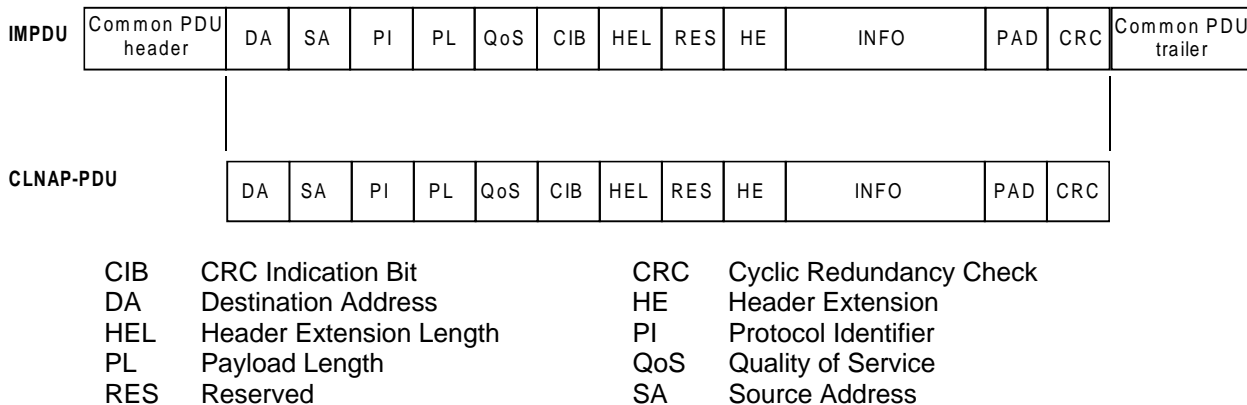 IMPDU Common PDU header DA SA PI PL QoS CIB HEL RES HE INFO PAD CRC Common PDU trailer
CLNAP-PDU DA SA PI PL QoS CIB HEL RES HE INFO PAD CRC
CIB CRC Indication Bit CRC Cyclic Redundancy Check
DA Destination Address HE Header Extension
HEL Header Extension Length PI Protocol Identifier
PL Payload Length QoS Quality of Service
RES Reserved SA Source Address